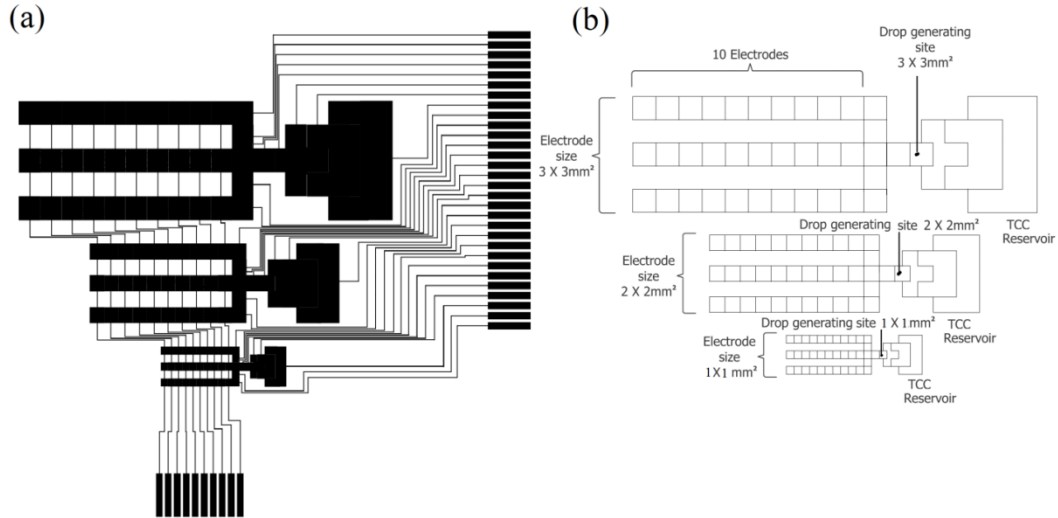 (a)
(b)
Drop generating
site
3 X 3mm²
10 Electrodes
Electrode
size
3 X 3mm²
TCC
Reservoir
Drop generating site 2 X 2mm²
Electrode
size
2 X 2mm²
TCC
Reservoir
Drop generating site 1 X 1mm²
Electrode
size
1X1 mm²
TCC
Reservoir